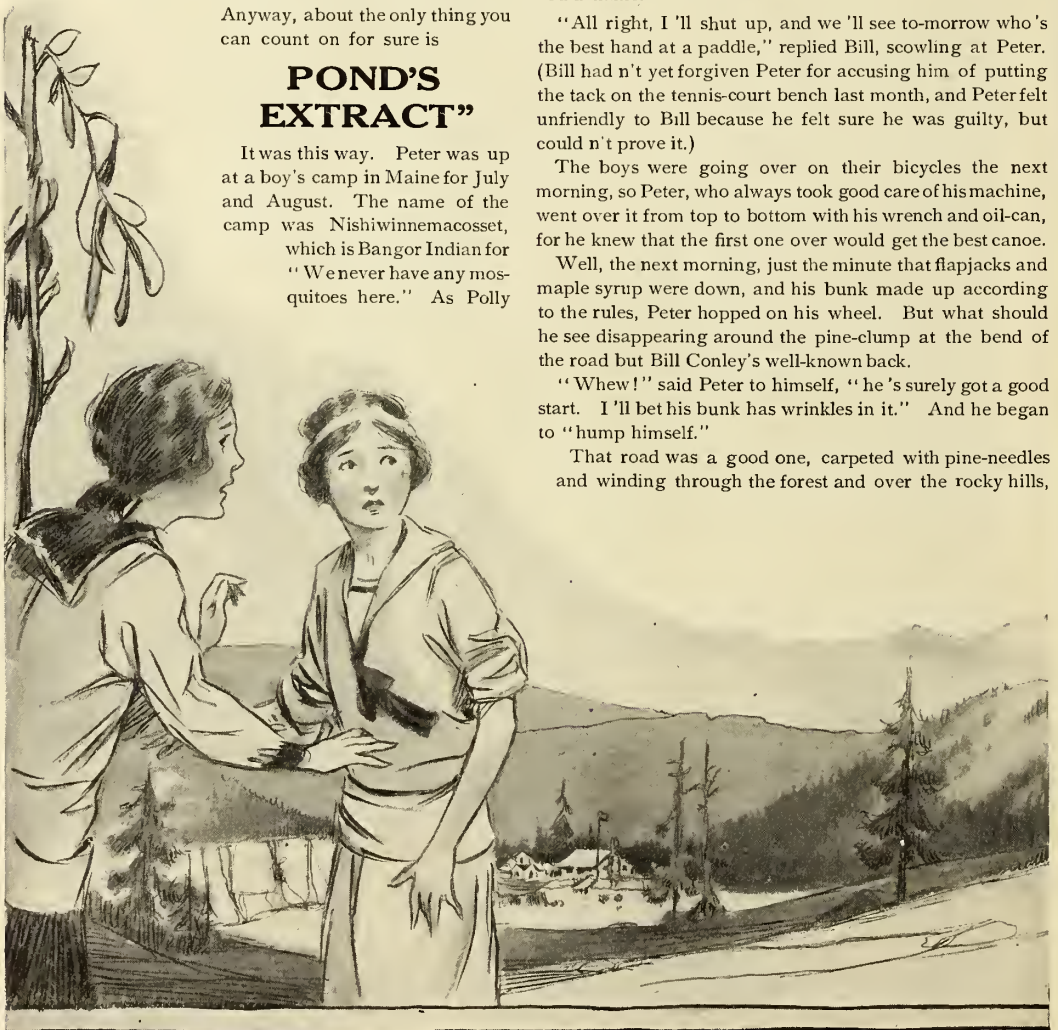 Anyway, about the only thing you
can count on for sure is
POND'S
EXTRACT”
It was this way. Peter was up
at a boy's camp in Maine for July
and August. The name of the
camp was Nishiwinnemacosset,
which is Bangor Indian for
“We never have any mos-
quitoes here.” As Polly
“All right, I 'll shut up, and we 'll see to-morrow who 's
the best hand at a paddle,” replied Bill, scowling at Peter.
(Bill had n't yet forgiven Peter for accusing him of putting
the tack on the tennis-court bench last month, and Peter felt
unfriendly to Bill because he felt sure he was guilty, but
could n't prove it.)
The boys were going over on their bicycles the next
morning, so Peter, who always took good care of his machine,
went over it from top to bottom with his wrench and oil-can,
for he knew that the first one over would get the best canoe.
Well, the next morning, just the minute that flapjacks and
maple syrup were down, and his bunk made up according
to the rules, Peter hopped on his wheel. But what should
he see disappearing around the pine-clump at the bend of
the road but Bill Conley's well-known back.
“Whew!” said Peter to himself, “he 's surely got a good
start. I 'll bet his bunk has wrinkles in it.” And he began
to “hump himself.”
That road was a good one, carpeted with pine-needles
and winding through the forest and over the rocky hills,